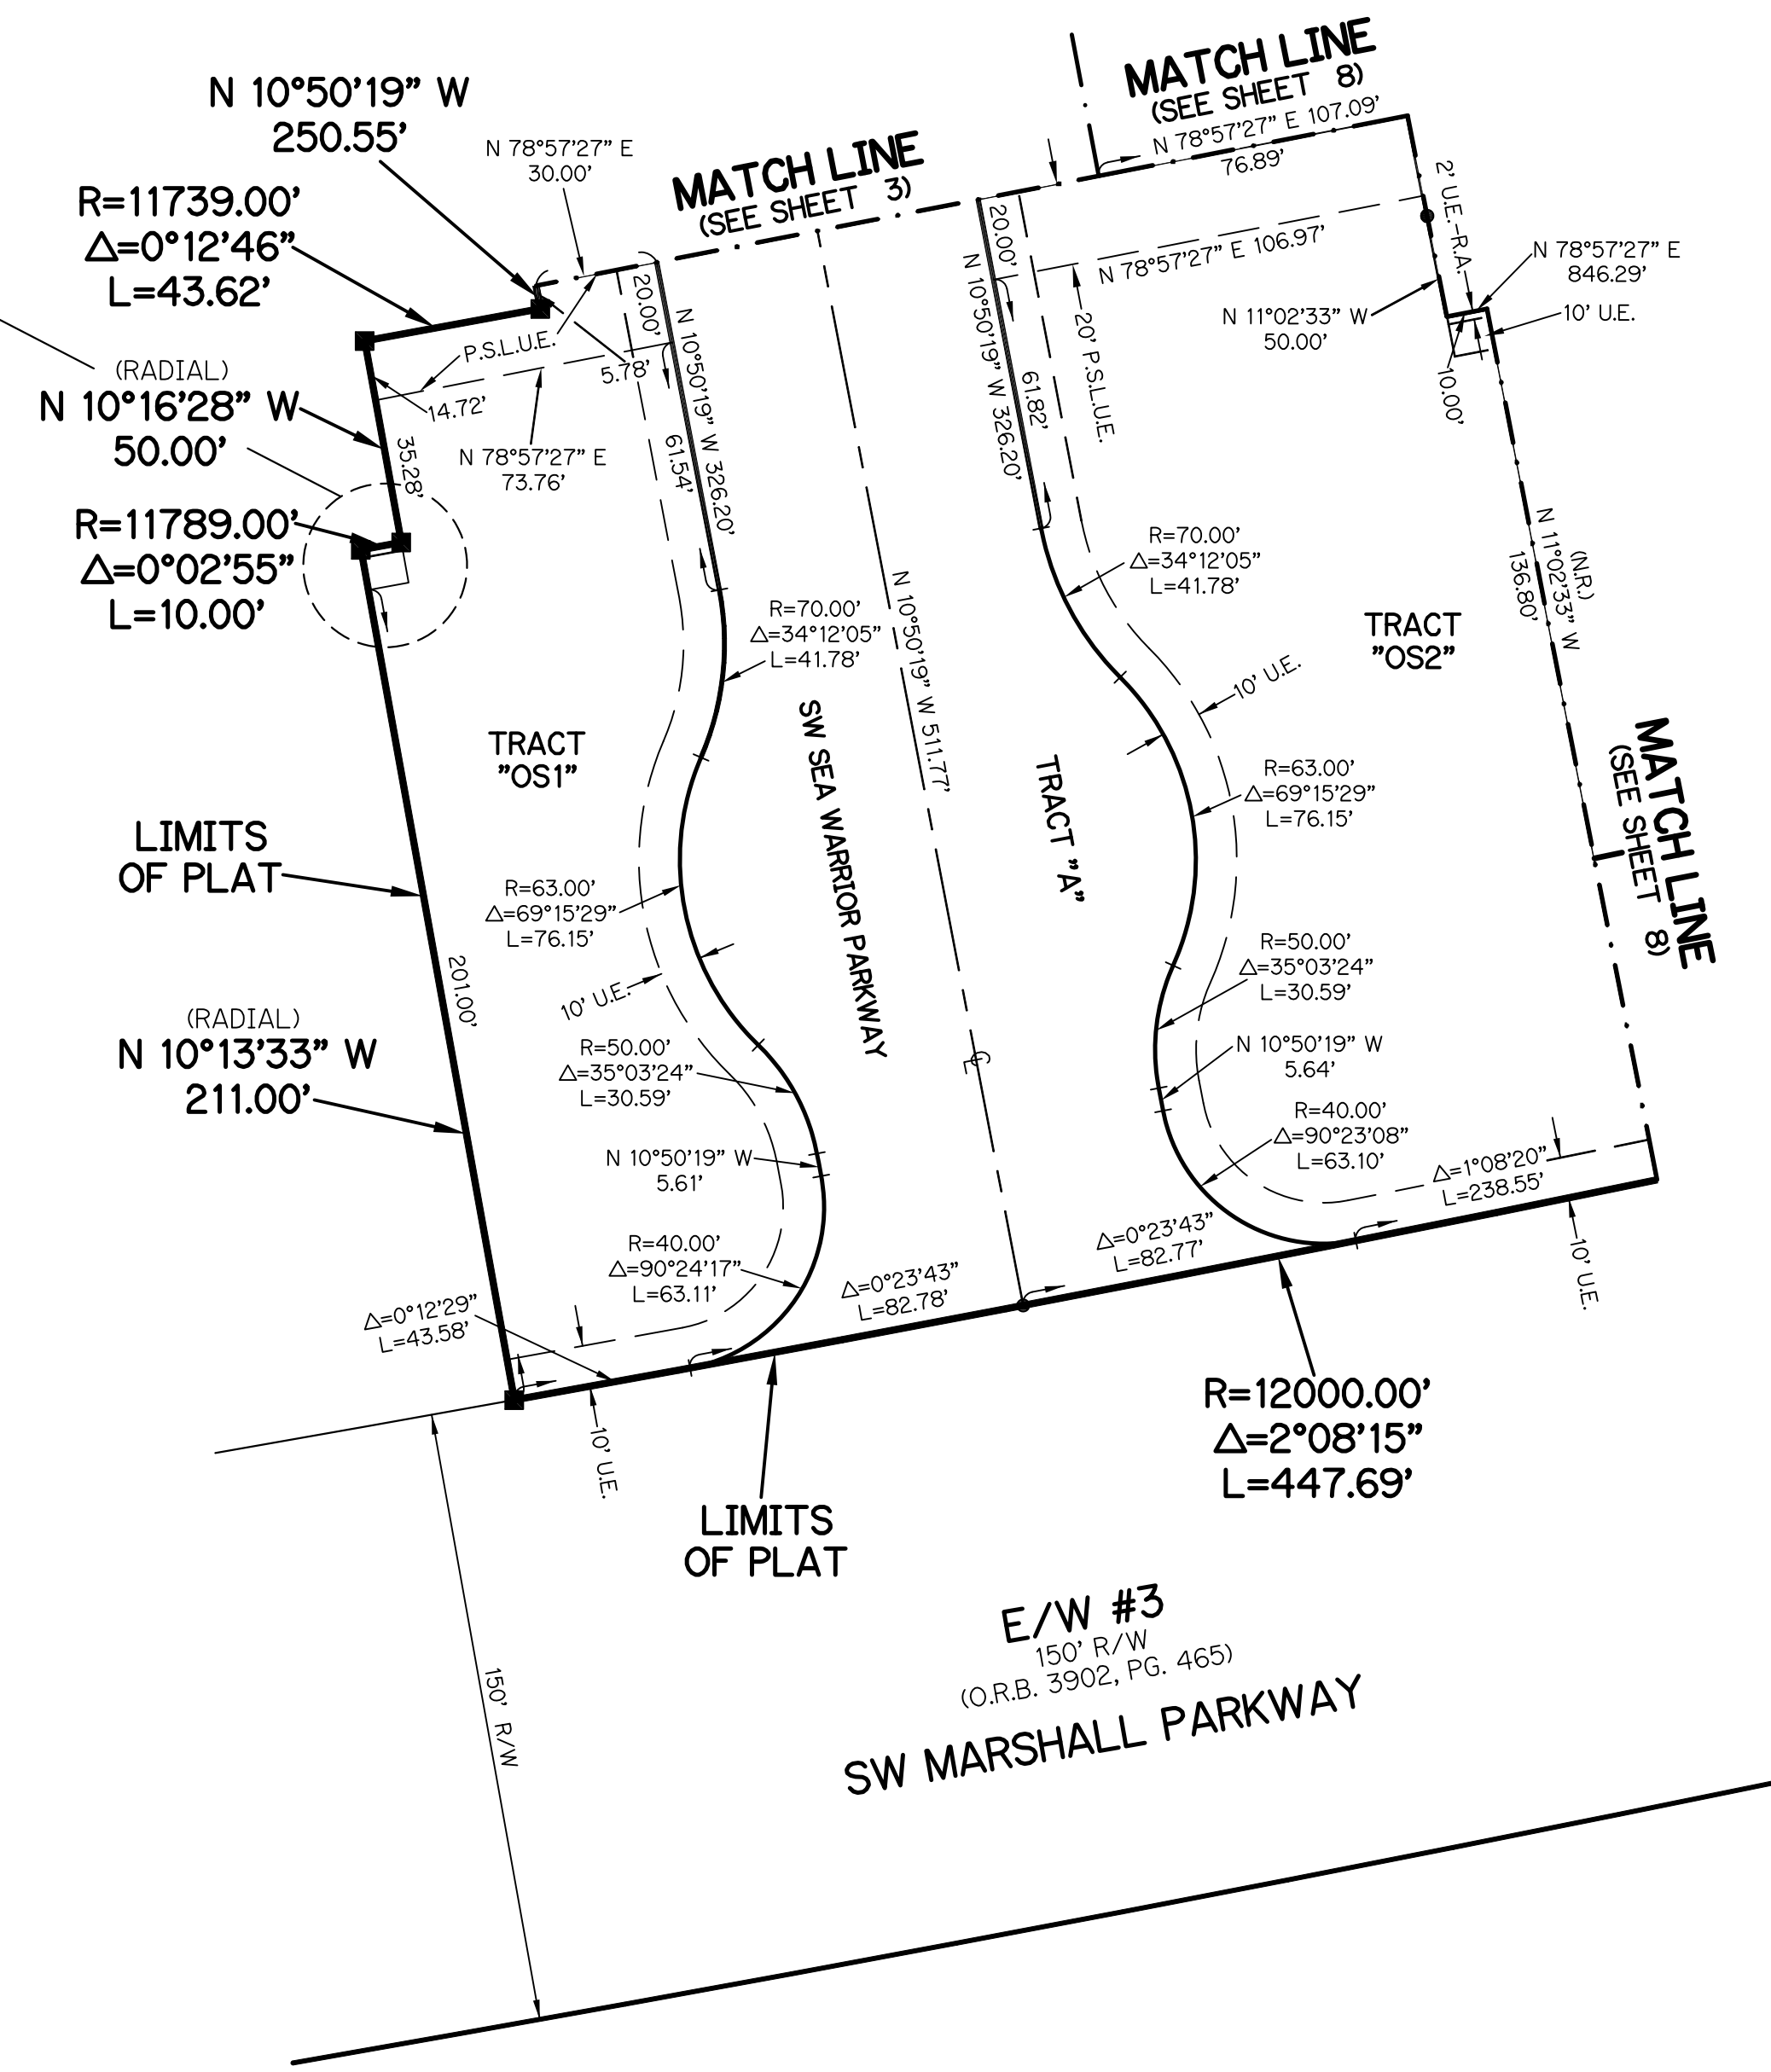 MATCH LINE
(SEE SHEET 8)
N 78°57'27" E 107.09'
76.89'
N 10°50'19" W
250.55'
N 78°57'27" E
30.00'
MATCH LINE
(SEE SHEET 3)
R=11739.00'
Δ=0°12'46"
L=43.62'
2' U.E.-R.A.
N 78°57'27" E
846.29'
10' U.E.
20.00'
20.00'
N 78°57'27" E 106.97'
N 11°02'33" W
50.00'
10.00'
P.S.L.U.E.
5.78'
14.72'
N 10°50'19" W 326.20'
61.54'
N 10°50'19" W 326.20'
61.82'
20' P.S.L.U.E.
(RADIAL)
N 10°16'28" W
50.00'
35.28'
N 78°57'27" E
73.76'
R=11789.00'
Δ=0°02'55"
L=10.00'
R=70.00'
Δ=34°12'05"
L=41.78'
R=70.00'
Δ=34°12'05"
L=41.78'
(N.R.)
N 11°02'33" W
136.80'
TRACT
"OS2"
N 10°50'19" W 511.77'
10' U.E.
TRACT
"OS1"
SW SEA WARRIOR PARKWAY
TRACT "A"
R=63.00'
Δ=69°15'29"
L=76.15'
MATCH LINE
(SEE SHEET 8)
LIMITS
OF PLAT
R=63.00'
Δ=69°15'29"
L=76.15'
R=50.00'
Δ=35°03'24"
L=30.59'
201.00'
10' U.E.
(RADIAL)
N 10°13'33" W
211.00'
R=50.00'
Δ=35°03'24"
L=30.59'
℄
N 10°50'19" W
5.64'
N 10°50'19" W
5.61'
R=40.00'
Δ=90°23'08"
L=63.10'
Δ=1°08'20"
L=238.55'
R=40.00'
Δ=90°24'17"
L=63.11'
Δ=0°23'43"
L=82.77'
Δ=0°23'43"
L=82.78'
10' U.E.
Δ=0°12'29"
L=43.58'
R=12000.00'
Δ=2°08'15"
L=447.69'
10' U.E.
LIMITS
OF PLAT
E/W #3
150' R/W
(O.R.B. 3902, PG. 465)
SW MARSHALL PARKWAY
150' R/W